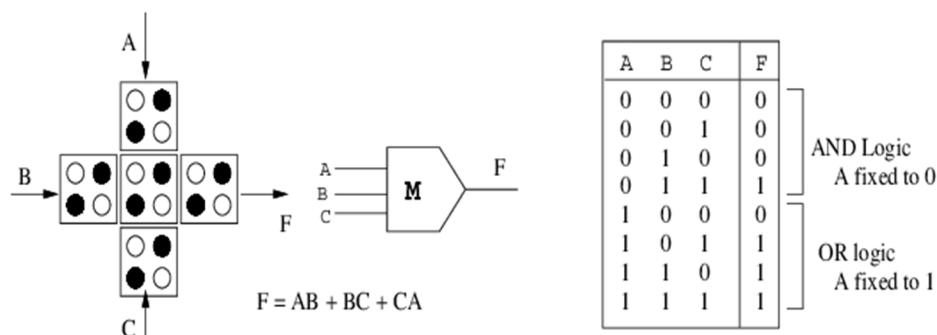 A
B
F
C
A
B
C
M
F
F = AB + BC + CA
A B C F
0 0 0 0
0 0 1 0
0 1 0 0
0 1 1 1
1 0 0 0
1 0 1 1
1 1 0 1
1 1 1 1
AND Logic
A fixed to 0
OR logic
A fixed to 1